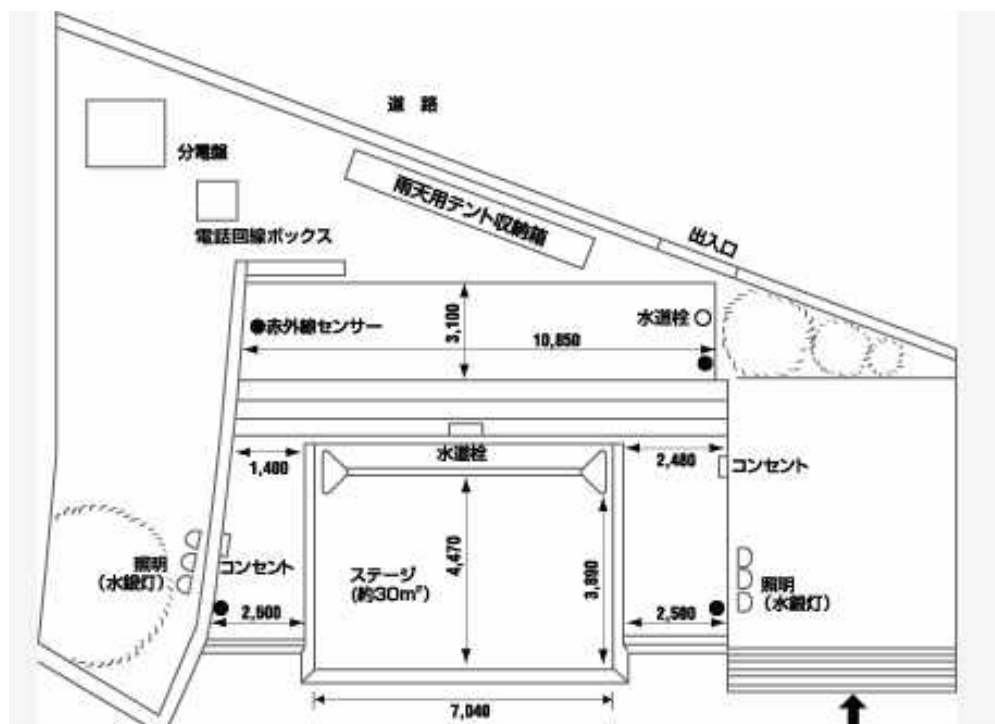 道 路
分電盤
雨天用テント収納箱
電話回線ボックス
出入口
●赤外線センサー
3,100
水道栓
10,850
水道栓
1,400
2,480
コンセント
4,470
3,890
照明
(水銀灯)
コンセント
ステージ
(約30m²)
照明
(水銀灯)
2,600
2,580
7,040